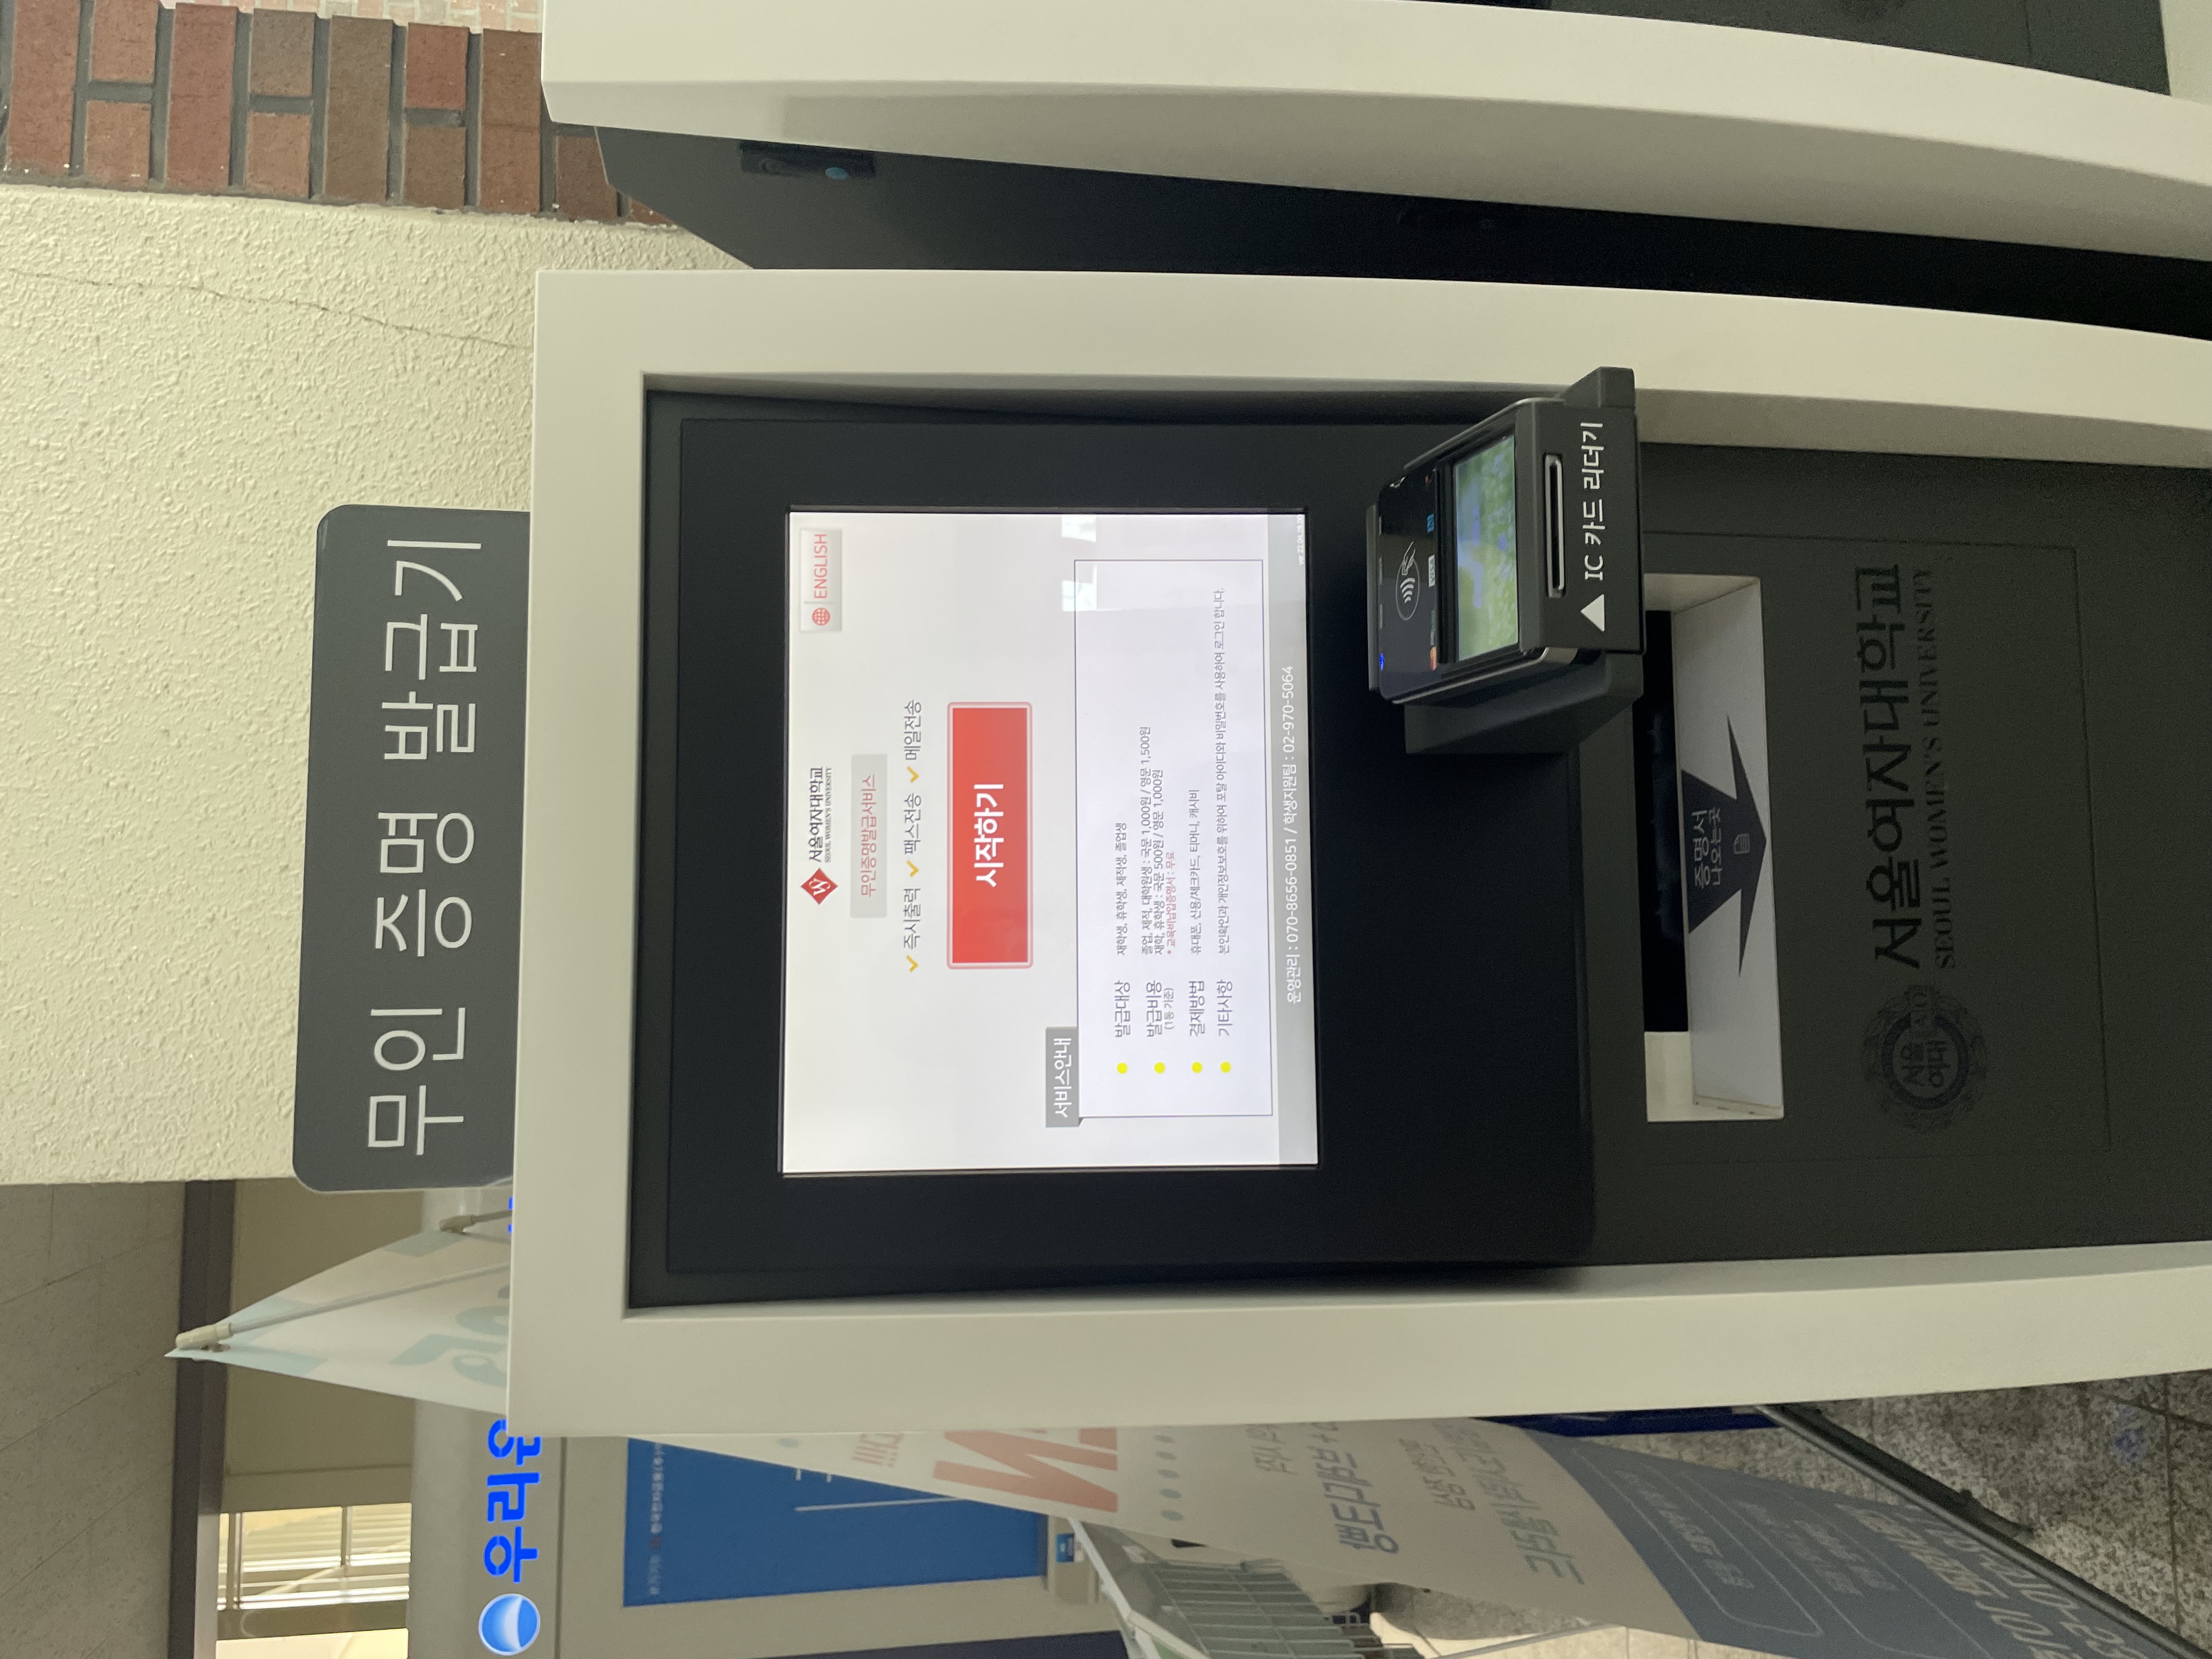 무인 증명 발급기
우리은
서울여자대학교
SEOUL WOMEN'S UNIVERSITY
ENGLISH
무인증명발급서비스
즉시출력 팩스전송 메일전송
시작하기
서비스안내
발급대상 재학생, 휴학생, 제적생, 졸업생
발급비용 졸업, 제적, 대학원생 : 국문 1,000원 / 영문 1,500원
(1통 기준) 재학, 휴학생 : 국문 500원 / 영문 1,000원
* 교육비납입증명서 : 무료
결제방법 휴대폰, 신용/체크카드, 티머니, 캐시비
기타사항 본인확인과 개인정보보호를 위하여 포탈 아이디와 비밀번호를 사용하여 로그인 합니다.
운영관리 : 070-8656-0851 / 학생지원팀 : 02-970-5064
VISA
IC 카드 리더기
증명서
나오는곳
서울
여대
서울여자대학교
SEOUL WOMEN'S UNIVERSITY